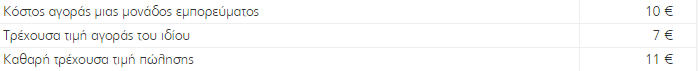 Κόστος αγοράς μιας μονάδος εμπορεύματος 10 €
Τρέχουσα τιμή αγοράς του ιδίου 7 €
Καθαρή τρέχουσα τιμή πώλησης 11 €